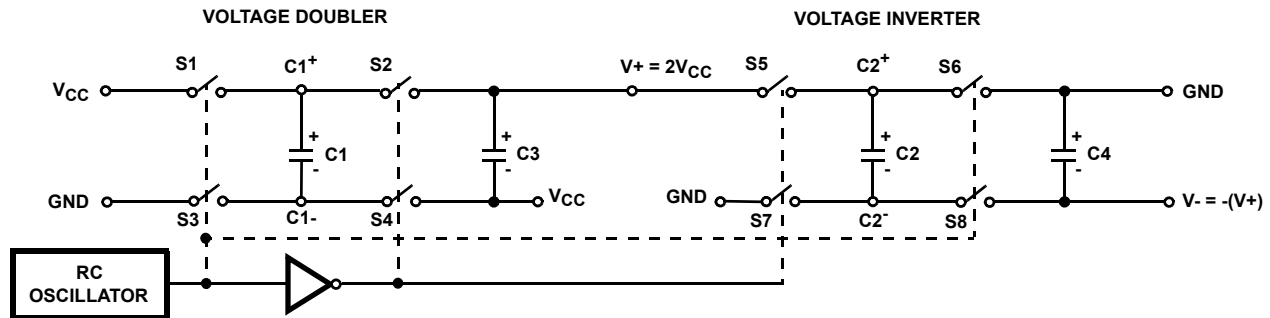 VOLTAGE DOUBLER
VOLTAGE INVERTER
S1 C1+ S2 V+ = 2VCC S5 C2+ S6
VCC GND
+ + + +
C1 C3 C2 C4
- - - -
GND VCC GND V- = -(V+)
S3 C1- S4 S7 C2- S8
RC
OSCILLATOR